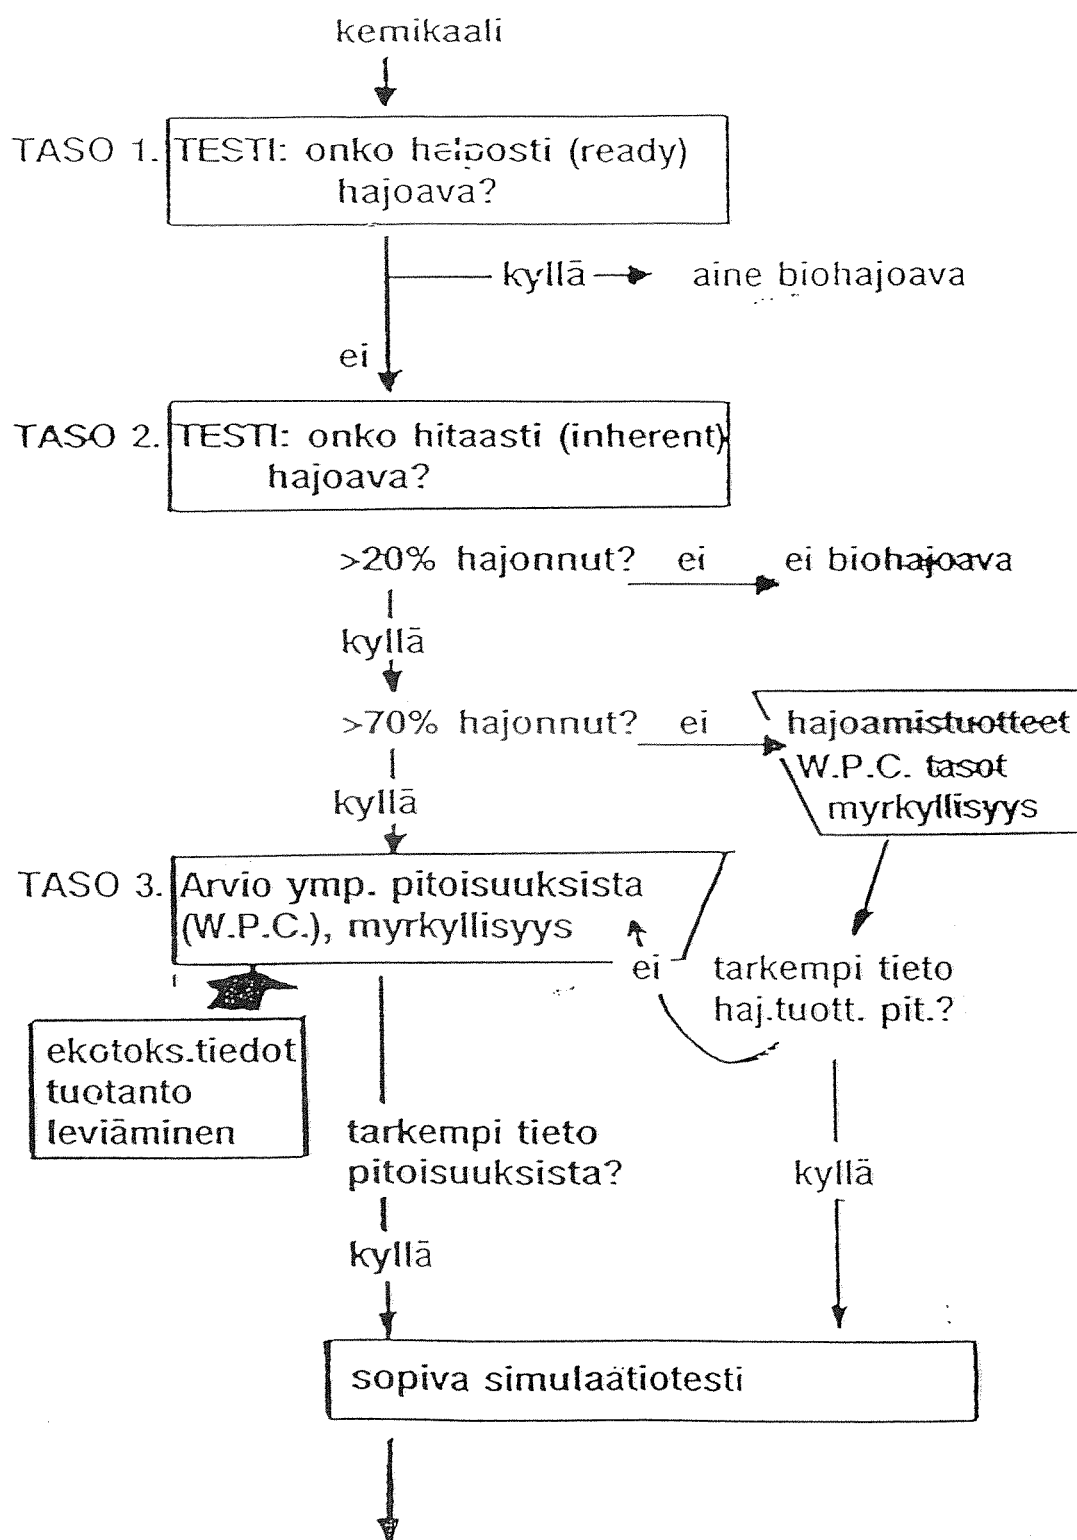 kemikaali
TASO 1. TESTI: onko helposti (ready)
hajoava?
kyllä aine biohajoava
ei
TASO 2. TESTI: onko hitaasti (inherent)
hajoava?
>20% hajonnut? ei ei biohajoava
kyllä
>70% hajonnut? ei hajoamistuotteet
W.P.C. tasot
myrkyllisyys
kyllä
TASO 3. Arvio ymp. pitoisuuksista
(W.P.C.), myrkyllisyys
ei tarkempi tieto
haj.tuott. pit.?
ekotoks.tiedot
tuotanto
leviäminen
tarkempi tieto
pitoisuuksista?
kyllä
kyllä
sopiva simulaatiotesti